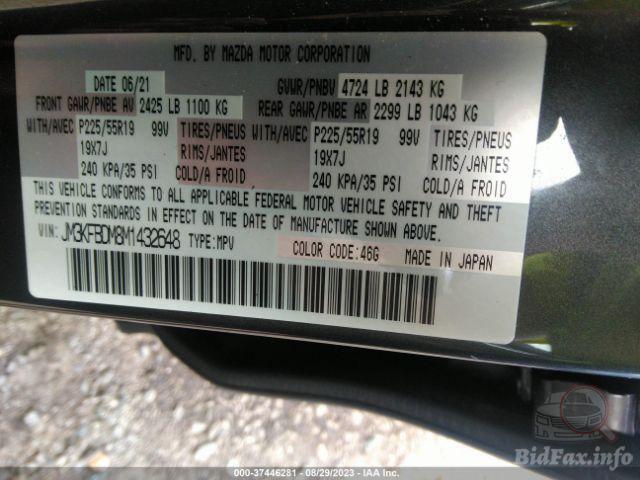 MFD. BY MAZDA MOTOR CORPORATION
DATE 06/21 GVWR/PNBV 4724 LB 2143 KG
FRONT GAWR/PNBE AV 2425 LB 1100 KG REAR GAWR/PNBE AR 2299 LB 1043 KG
WITH/AVEC P225/55R19 99V TIRES/PNEUS WITH/AVEC P225/55R19 99V TIRES/PNEUS
19X7J RIMS/JANTES 19X7J RIMS/JANTES
240 KPA/35 PSI COLD/A FROID 240 KPA/35 PSI COLD/A FROID
THIS VEHICLE CONFORMS TO ALL APPLICABLE FEDERAL MOTOR VEHICLE SAFETY AND THEFT
PREVENTION STANDARDS IN EFFECT ON THE DATE OF MANUFACTURE SHOWN ABOVE.
VIN: JM3KFBDM8M1432648 TYPE:MPV COLOR CODE:46G MADE IN JAPAN
000-37446281 - 08/29/2023 - IAA Inc.
BidFax.info